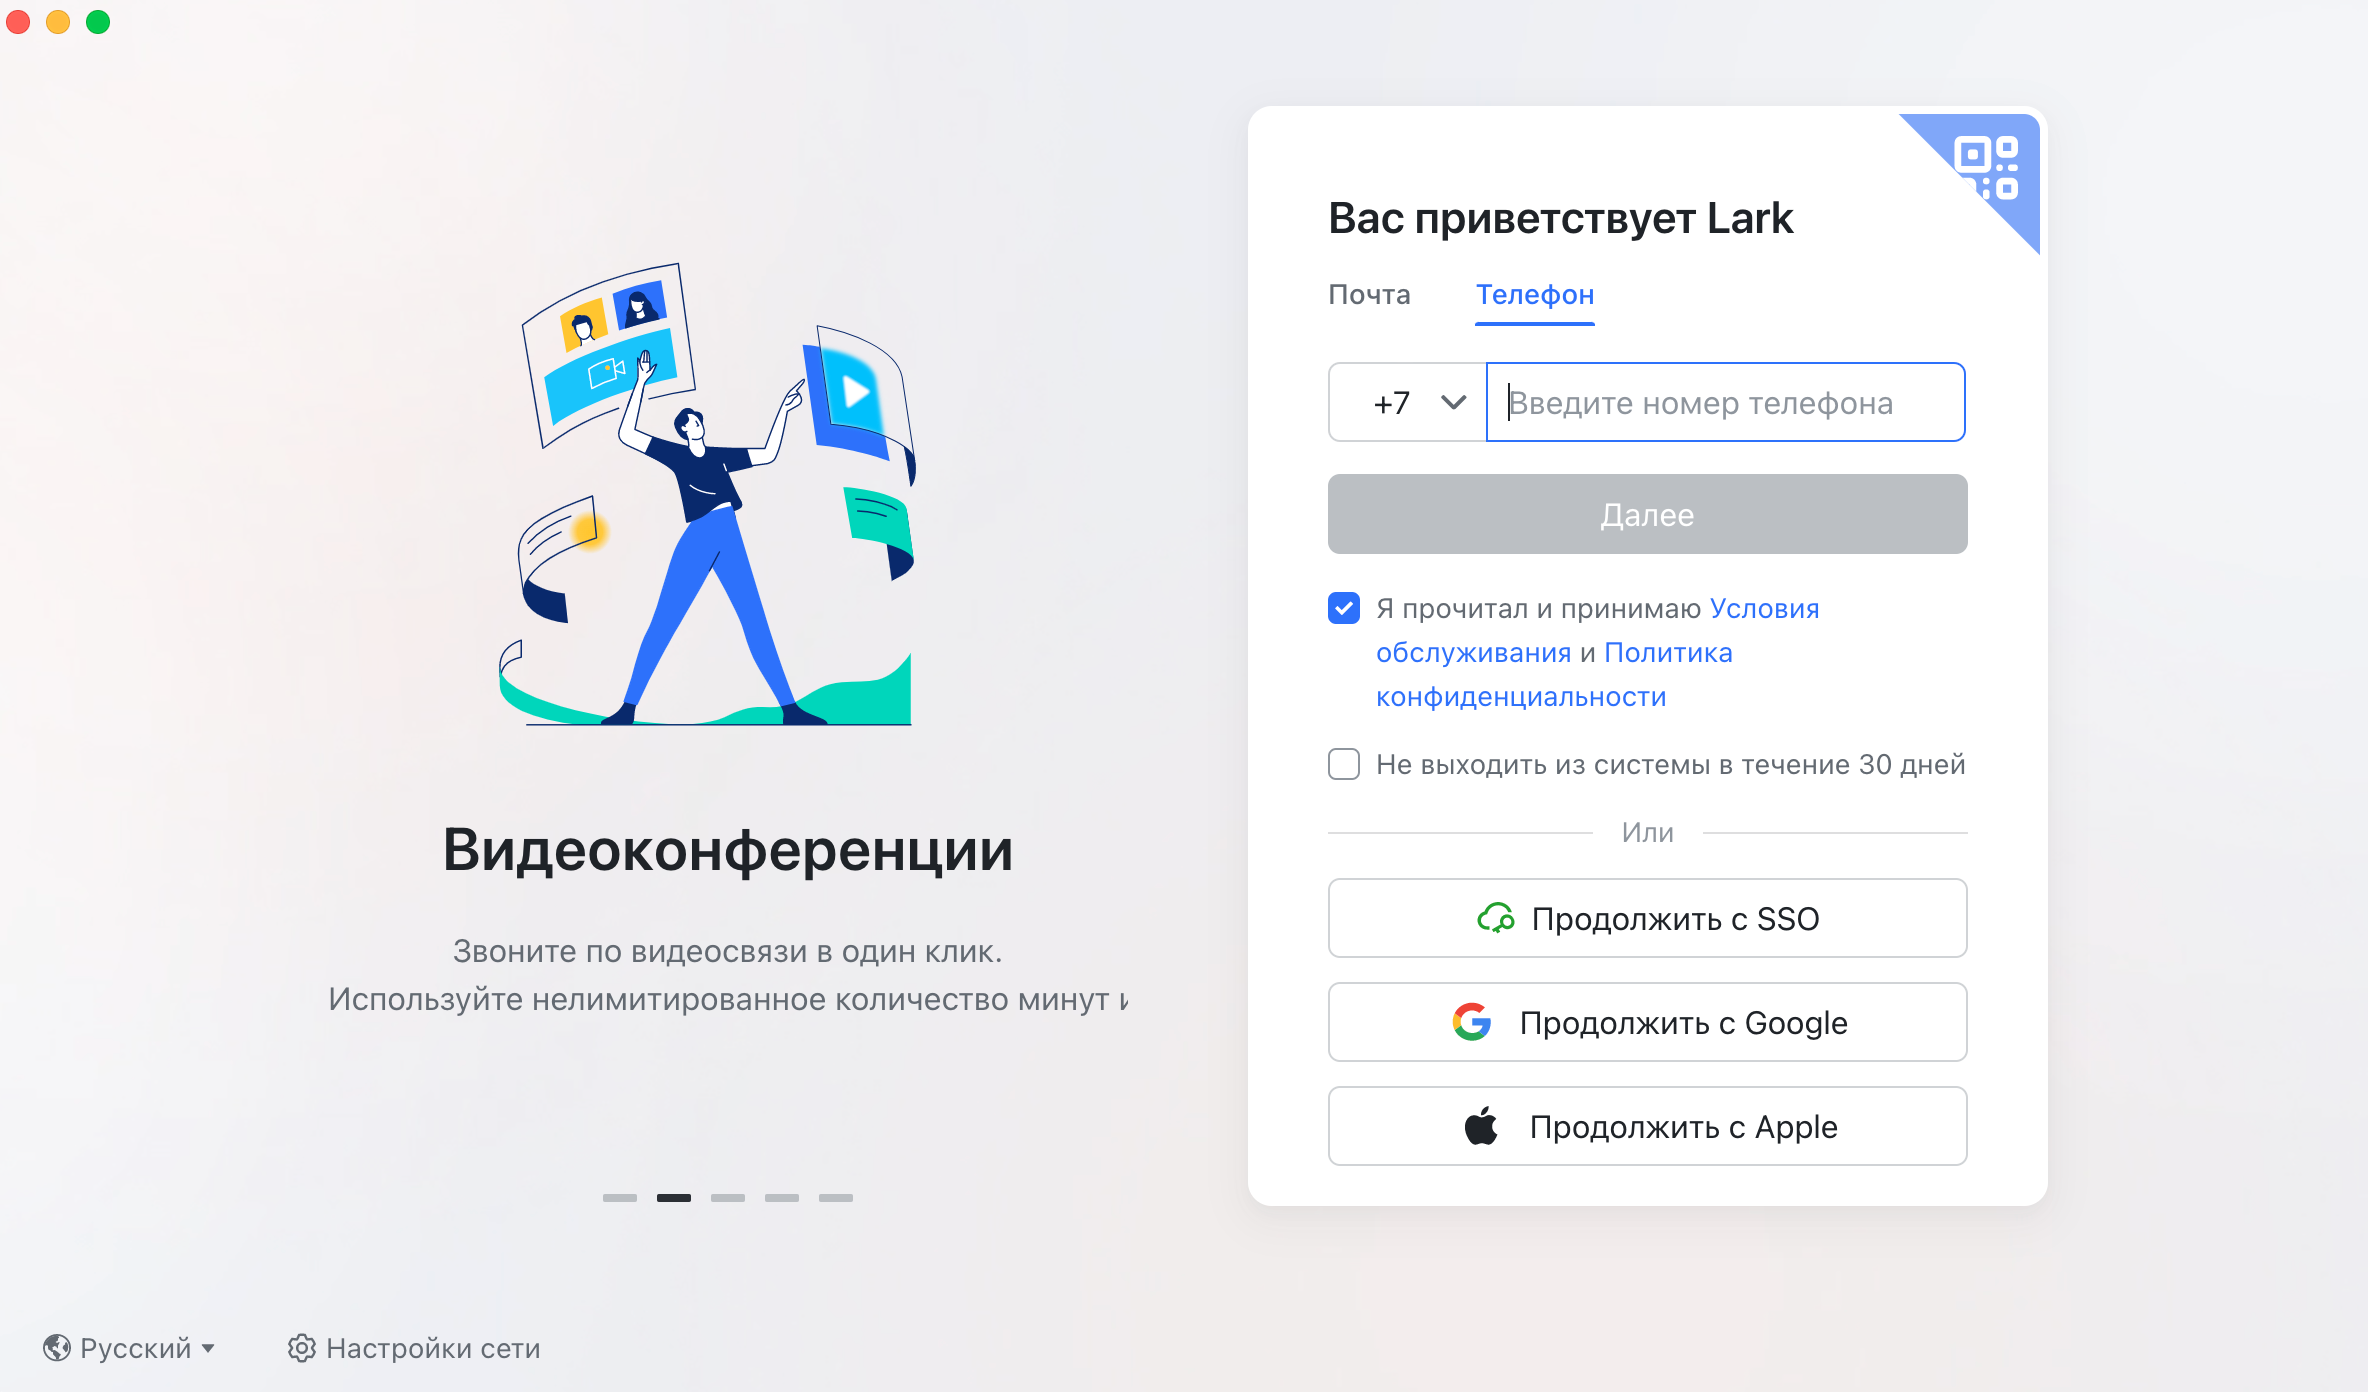 Вас приветствует Lark
Почта
Телефон
+7
Введите номер телефона
Далее
Я прочитал и принимаю Условия
обслуживания и Политика
конфиденциальности
Не выходить из системы в течение 30 дней
Или
Продолжить с SSO
Продолжить с Google
Продолжить с Apple
Видеоконференции
Звоните по видеосвязи в один клик.
Используйте нелимитированное количество минут
Русский
Настройки сети